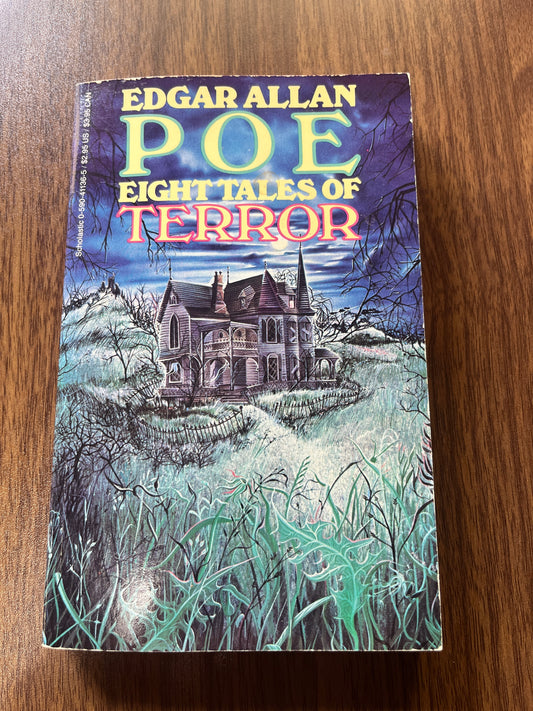 EDGAR ALLAN
POE
EIGHT TALES OF
TERROR
Scholastic 0-590-41136-5 / $2.95 US / $3.95 CAN